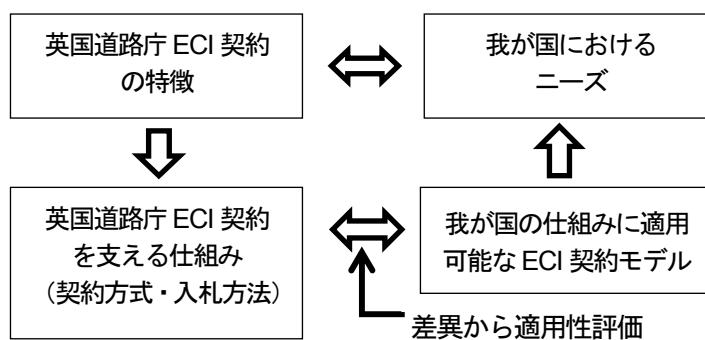 英国道路庁 ECI 契約
の特徴
我が国における
ニーズ
英国道路庁 ECI 契約
を支える仕組み
（契約方式・入札方法）
我が国の仕組みに適用
可能な ECI 契約モデル
差異から適用性評価